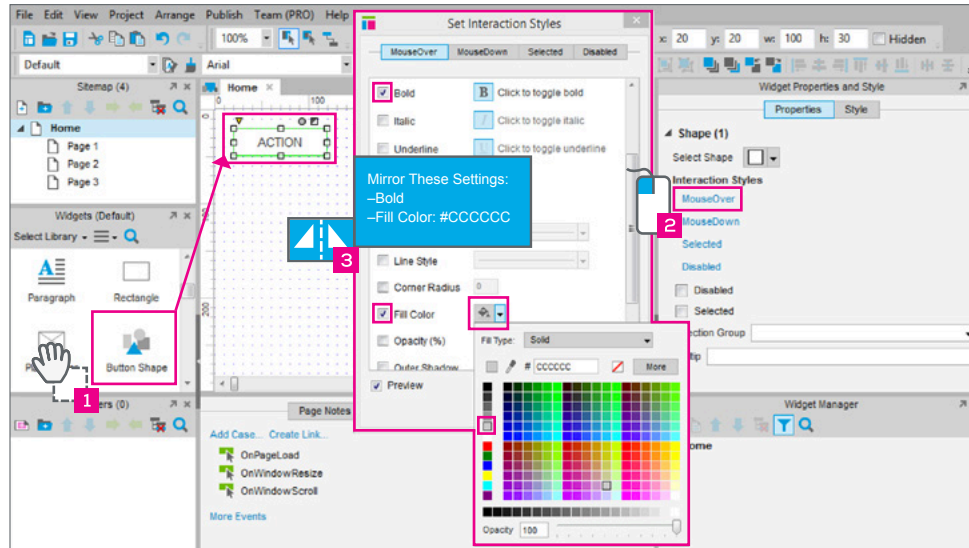 File Edit View Project Arrange Publish Team (PRO) Help
100%
Default
Arial
x: 20 y: 20 w: 100 h: 30 Hidden
Sitemap (4)
Home
Page 1
Page 2
Page 3
Widgets (Default)
Select Library
Paragraph
Rectangle
Button Shape
1
(0)
Home
0
100
200
ACTION
Page Notes
Add Case... Create Link...
OnPageLoad
OnWindowResize
OnWindowScroll
More Events
Set Interaction Styles
MouseOver MouseDown Selected Disabled
Bold B Click to toggle bold
Italic I Click to toggle italic
Underline U Click to toggle underline
Mirror These Settings:
–Bold
–Fill Color: #CCCCCC
3
Line Style
Corner Radius 0
Fill Color
Opacity (%)
Outer Shadow
Preview
Fill Type: Solid
# CCCCCC More
Opacity 100
Widget Properties and Style
Properties Style
Shape (1)
Select Shape
Interaction Styles
MouseOver
2
MouseDown
Selected
Disabled
Disabled
Selected
Widget Manager